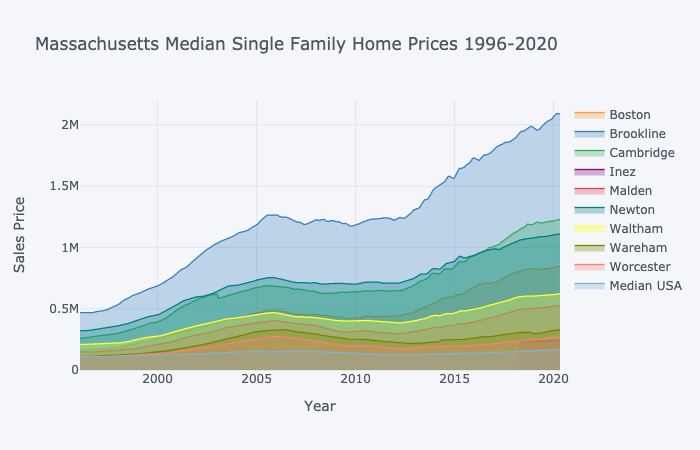 Massachusetts Median Single Family Home Prices 1996-2020
Sales Price
2M
1.5M
1M
0.5M
0
2000
2005
2010
2015
2020
Year
Boston
Brookline
Cambridge
Inez
Malden
Newton
Waltham
Wareham
Worcester
Median USA